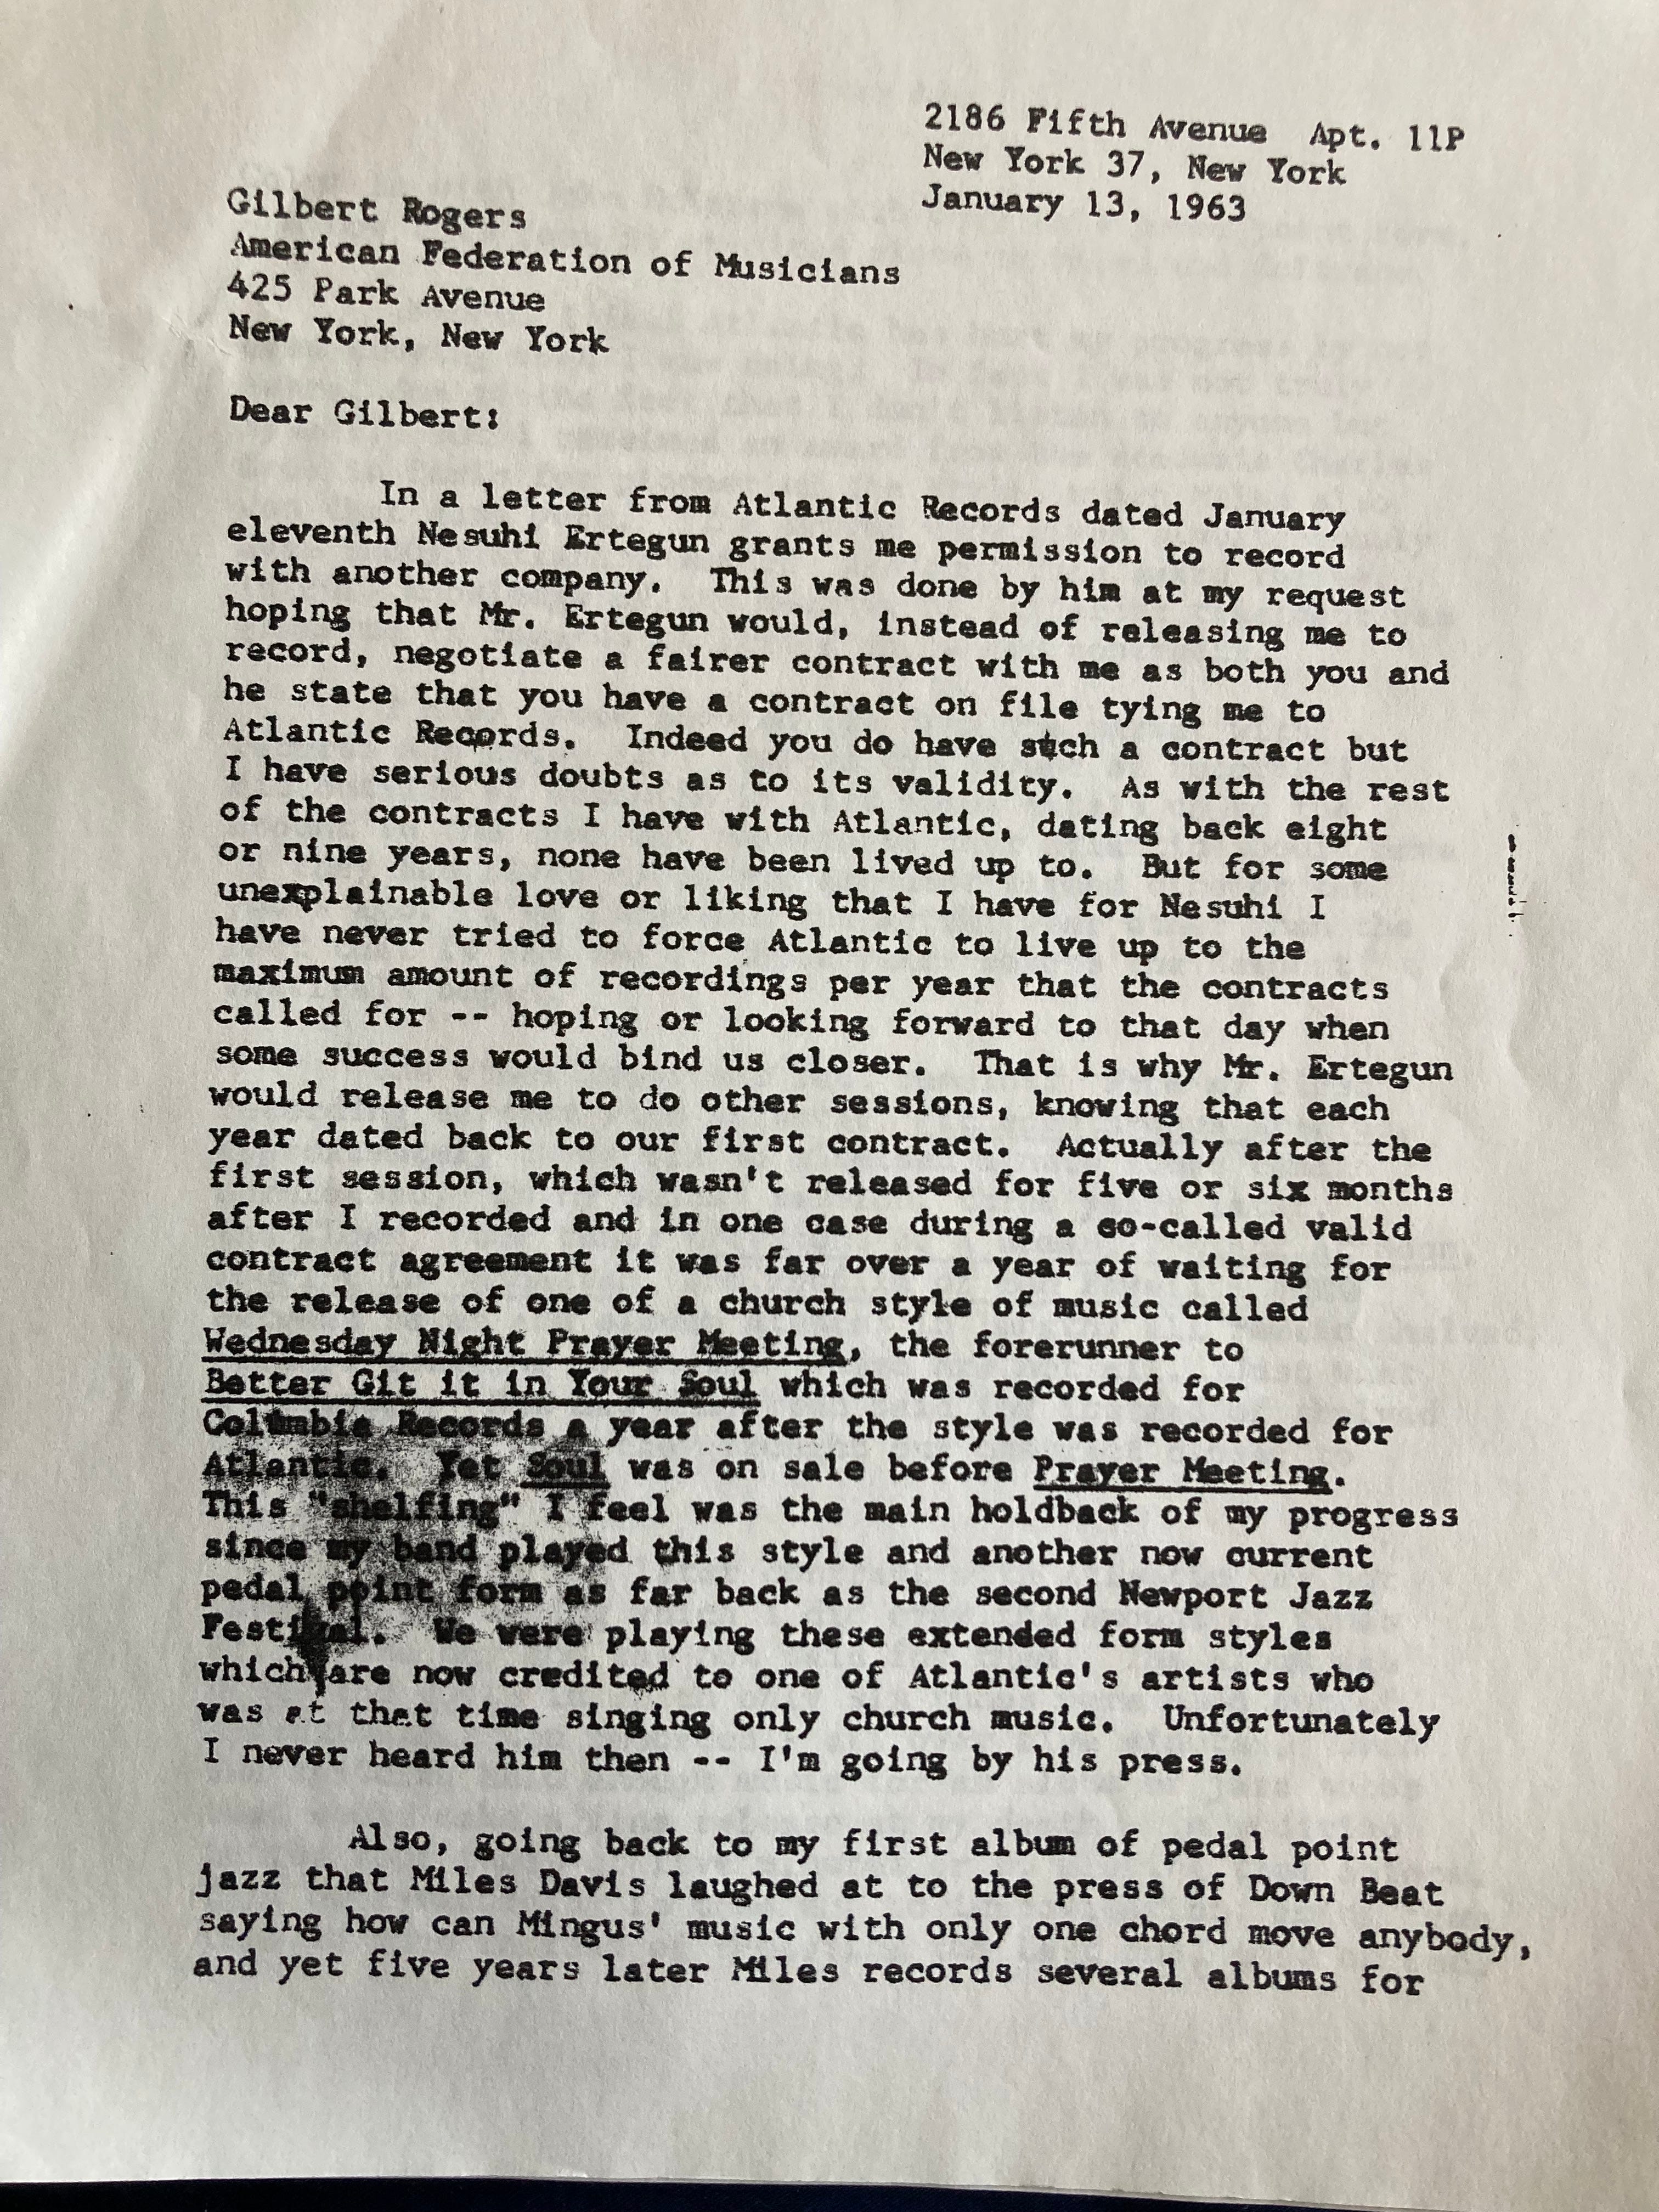 2186 Fifth Avenue  Apt. 11P
New York 37, New York
January 13, 1963
Gilbert Rogers
American Federation of Musicians
425 Park Avenue
New York, New York
Dear Gilbert:
In a letter from Atlantic Records dated January
eleventh Nesuhi Ertegun grants me permission to record
with another company.  This was done by him at my request
hoping that Mr. Ertegun would, instead of releasing me to
record, negotiate a fairer contract with me as both you and
he state that you have a contract on file tying me to
Atlantic Records.  Indeed you do have such a contract but
I have serious doubts as to its validity.  As with the rest
of the contracts I have with Atlantic, dating back eight
or nine years, none have been lived up to.  But for some
unexplainable love or liking that I have for Nesuhi I
have never tried to force Atlantic to live up to the
maximum amount of recordings per year that the contracts
called for -- hoping or looking forward to that day when
some success would bind us closer.  That is why Mr. Ertegun
would release me to do other sessions, knowing that each
year dated back to our first contract.  Actually after the
first session, which wasn't released for five or six months
after I recorded and in one case during a so-called valid
contract agreement it was far over a year of waiting for
the release of one of a church style of music called
Wednesday Night Prayer Meeting, the forerunner to
Better Git it in Your Soul which was recorded for
Columbia Records a year after the style was recorded for
Atlantic.  Yet Soul was on sale before Prayer Meeting.
This "shelfing" I feel was the main holdback of my progress
since my band played this style and another now current
pedal point form as far back as the second Newport Jazz
Festival.  We were playing these extended form styles
which are now credited to one of Atlantic's artists who
was at that time singing only church music.  Unfortunately
I never heard him then -- I'm going by his press.
Also, going back to my first album of pedal point
jazz that Miles Davis laughed at to the press of Down Beat
saying how can Mingus' music with only one chord move anybody,
and yet five years later Miles records several albums for